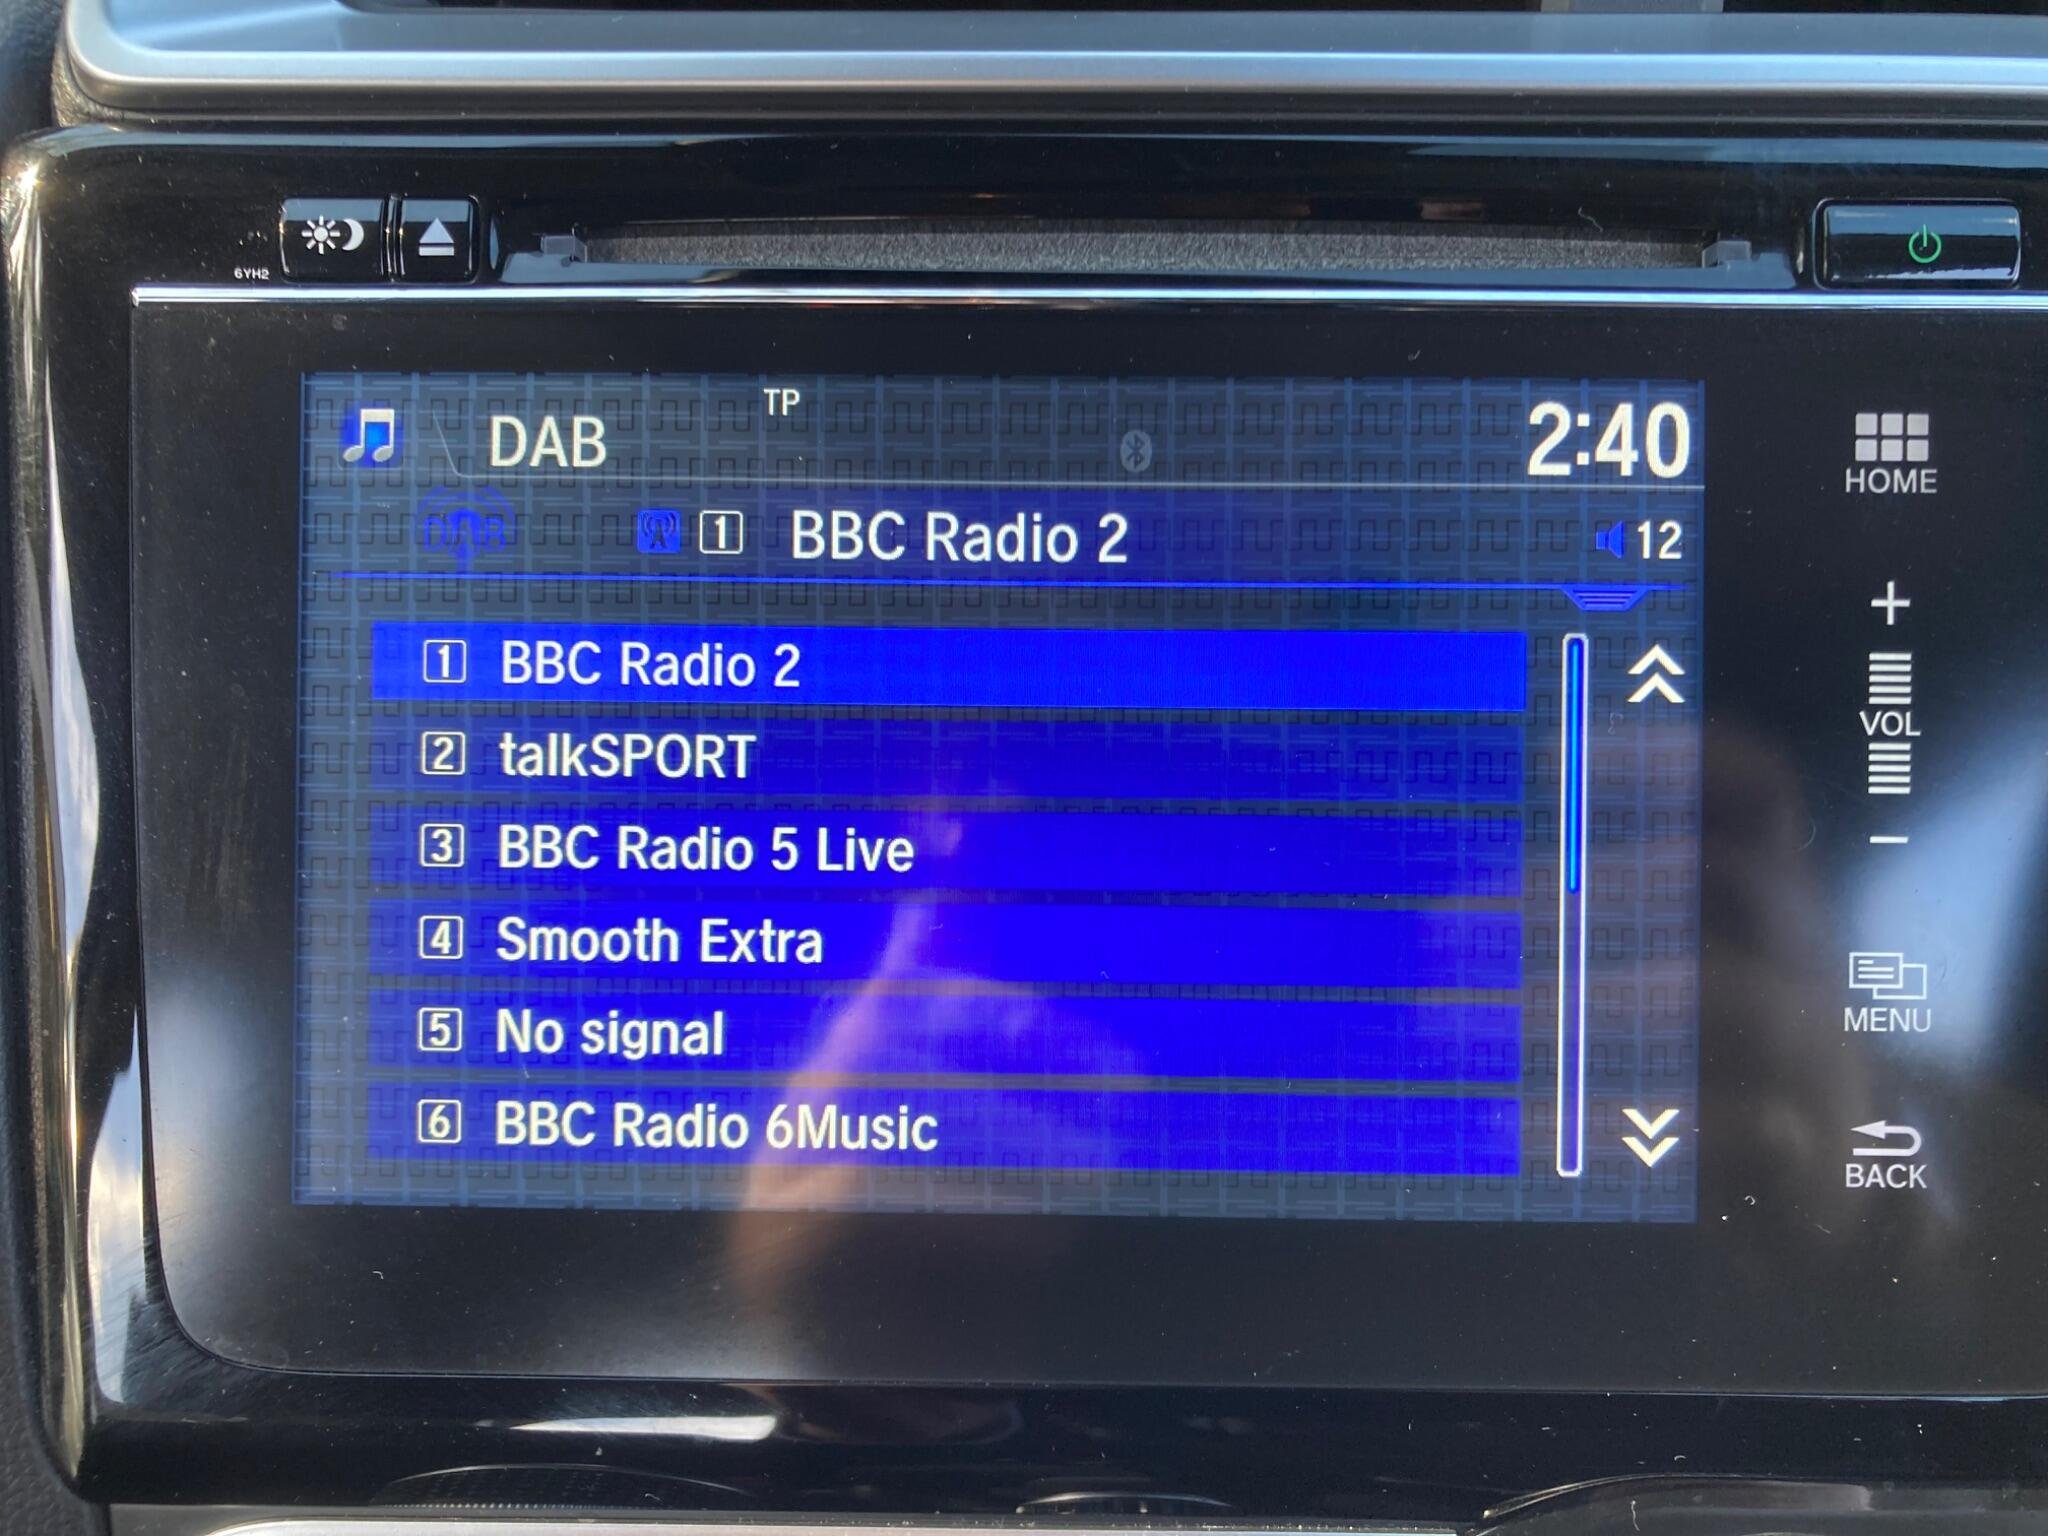 6YH2
DAB
TP
2:40
DAB
1 BBC Radio 2
12
1 BBC Radio 2
2 talkSPORT
3 BBC Radio 5 Live
4 Smooth Extra
5 No signal
6 BBC Radio 6Music
HOME
+
VOL
−
MENU
BACK